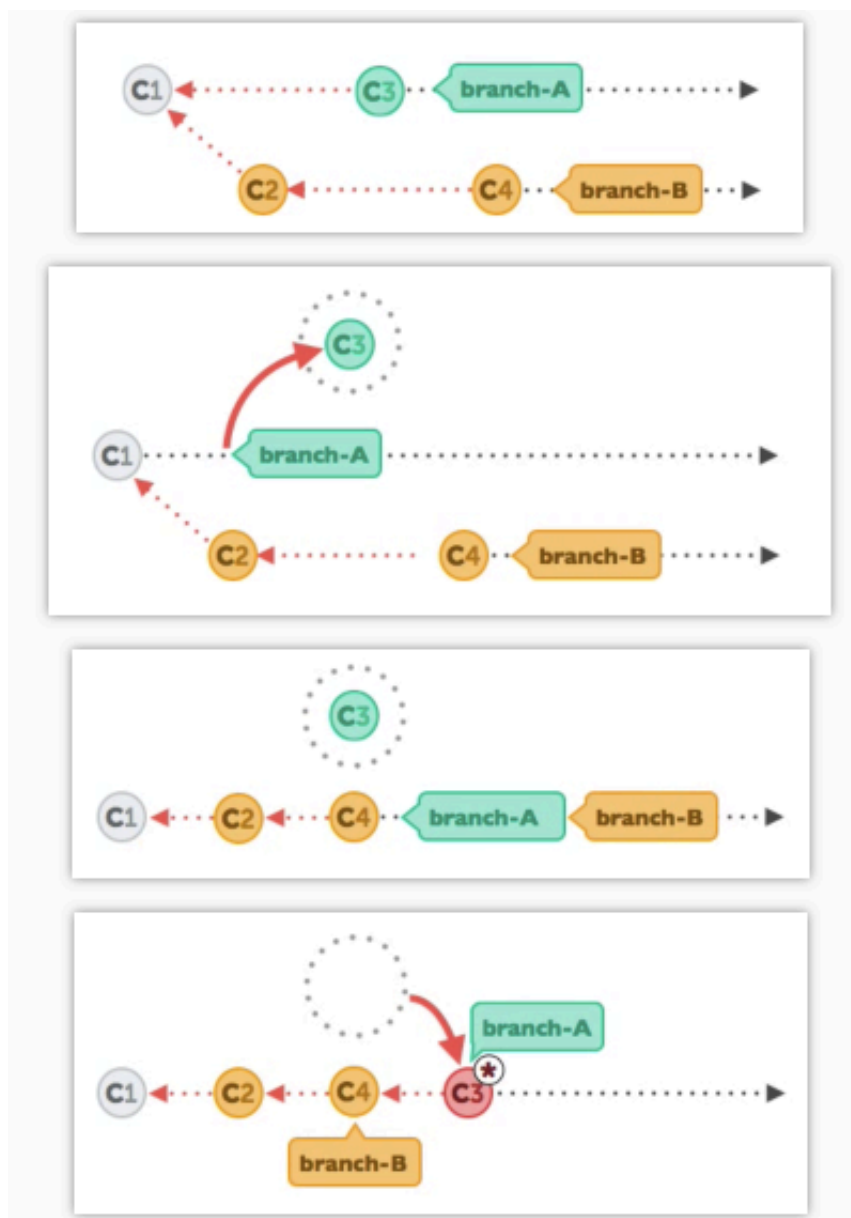 C1 C3 branch-A
C2 C4 branch-B
C3
C1 branch-A
C2 C4 branch-B
C3
C1 C2 C4 branch-A branch-B
branch-A
*
C1 C2 C4 C3
branch-B